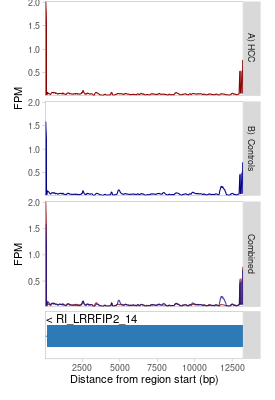 2.0
1.5
1.0
0.5
A) HCC
FPM
2.0
1.5
1.0
0.5
B) Controls
2.0
1.5
1.0
0.5
Combined
FPM
< RI_LRRFIP2_14
2500 5000 7500 10000 12500
Distance from region start (bp)